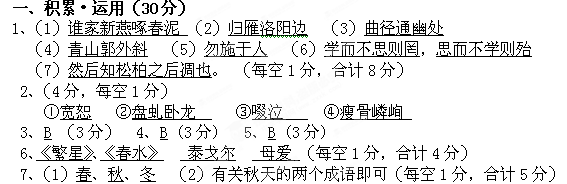 一、积累·运用（30分）
1、（1）谁家新燕啄春泥 （2）归雁洛阳边 （3）曲径通幽处
（4）青山郭外斜 （5）勿施于人 （6）学而不思则罔，思而不学则殆
（7）然后知松柏之后调也。 （每空1分，合计8分）
2、（4分，每空1分）
①宽恕 ②盘虬卧龙 ③啜泣 ④瘦骨嶙峋
3、B （3分） 4、B（3分） 5、B（3分）
6、《繁星》、《春水》 泰戈尔 母爱 （每空1分，合计4分）
7、（1）春、秋、冬 （2）有关秋天的两个成语即可（每空1分，合计5分）